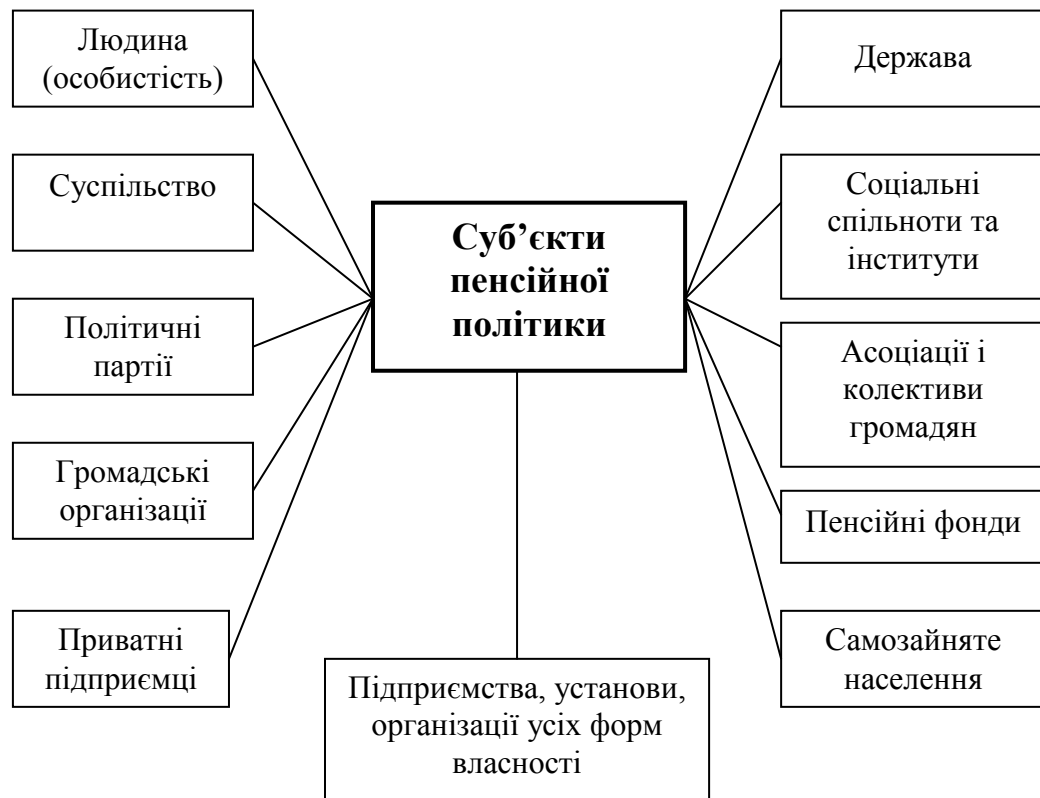 Людина
(особистість)
Суспільство
Політичні
партії
Громадські
організації
Приватні
підприємці
Суб’єкти
пенсійної
політики
Підприємства, установи,
організації усіх форм
власності
Держава
Соціальні
спільноти та
інститути
Асоціації і
колективи
громадян
Пенсійні фонди
Самозайняте
населення